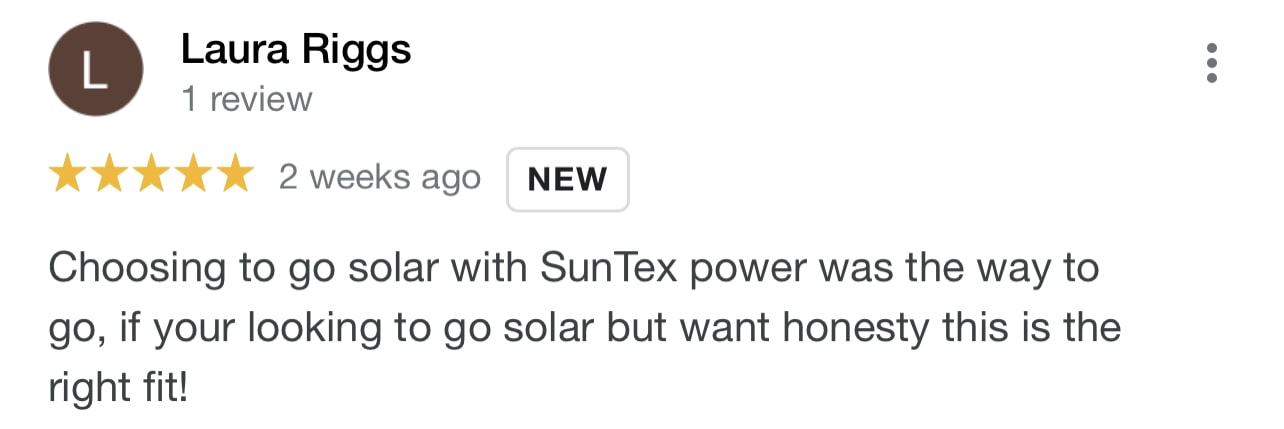 L
Laura Riggs
1 review
2 weeks ago NEW
Choosing to go solar with SunTex power was the way to
go, if your looking to go solar but want honesty this is the
right fit!